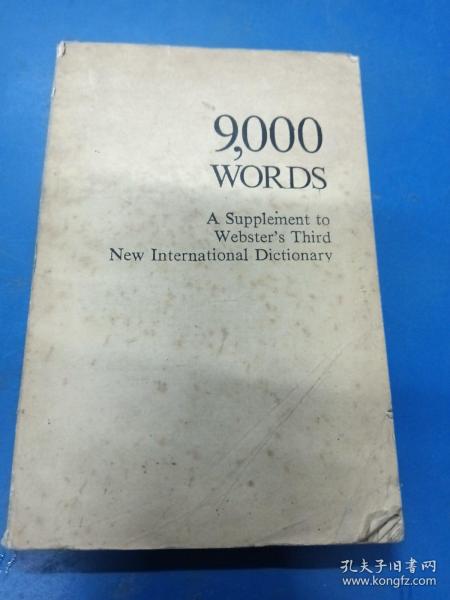 9,000
WORDS
A Supplement to
Webster's Third
New International Dictionary
孔夫子旧书网
www.kongfz.com